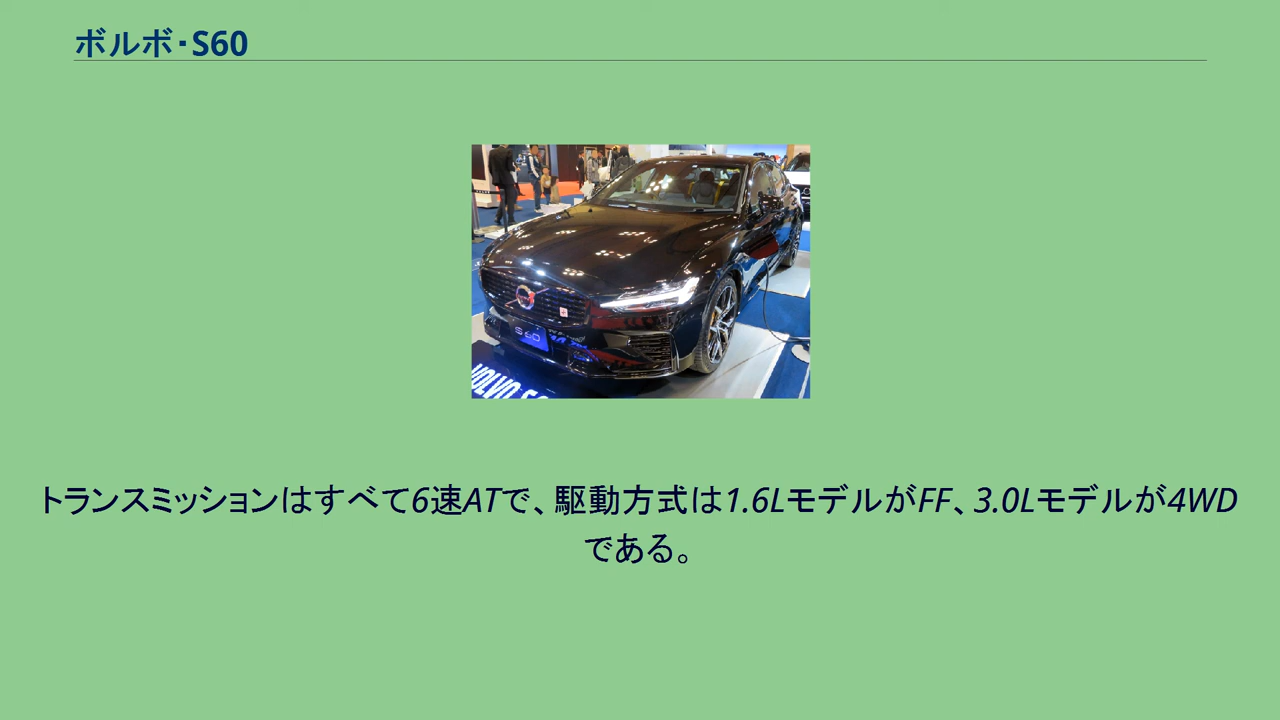 ボルボ・S60
S60
VOLVO
トランスミッションはすべて6速ATで、駆動方式は1.6LモデルがFF、3.0Lモデルが4WD
である。